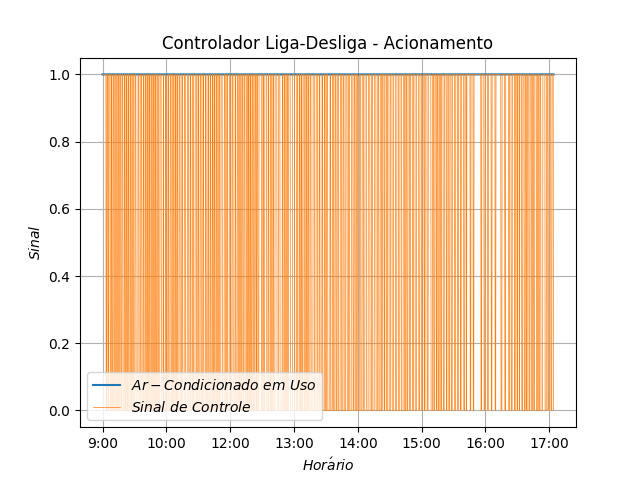 Controlador Liga-Desliga - Acionamento
Sinal
1.0
0.8
0.6
0.4
0.2
0.0
Ar-Condicionado em Uso
Sinal de Controle
9:00 10:00 12:00 13:00 14:00 15:00 16:00 17:00
Horário